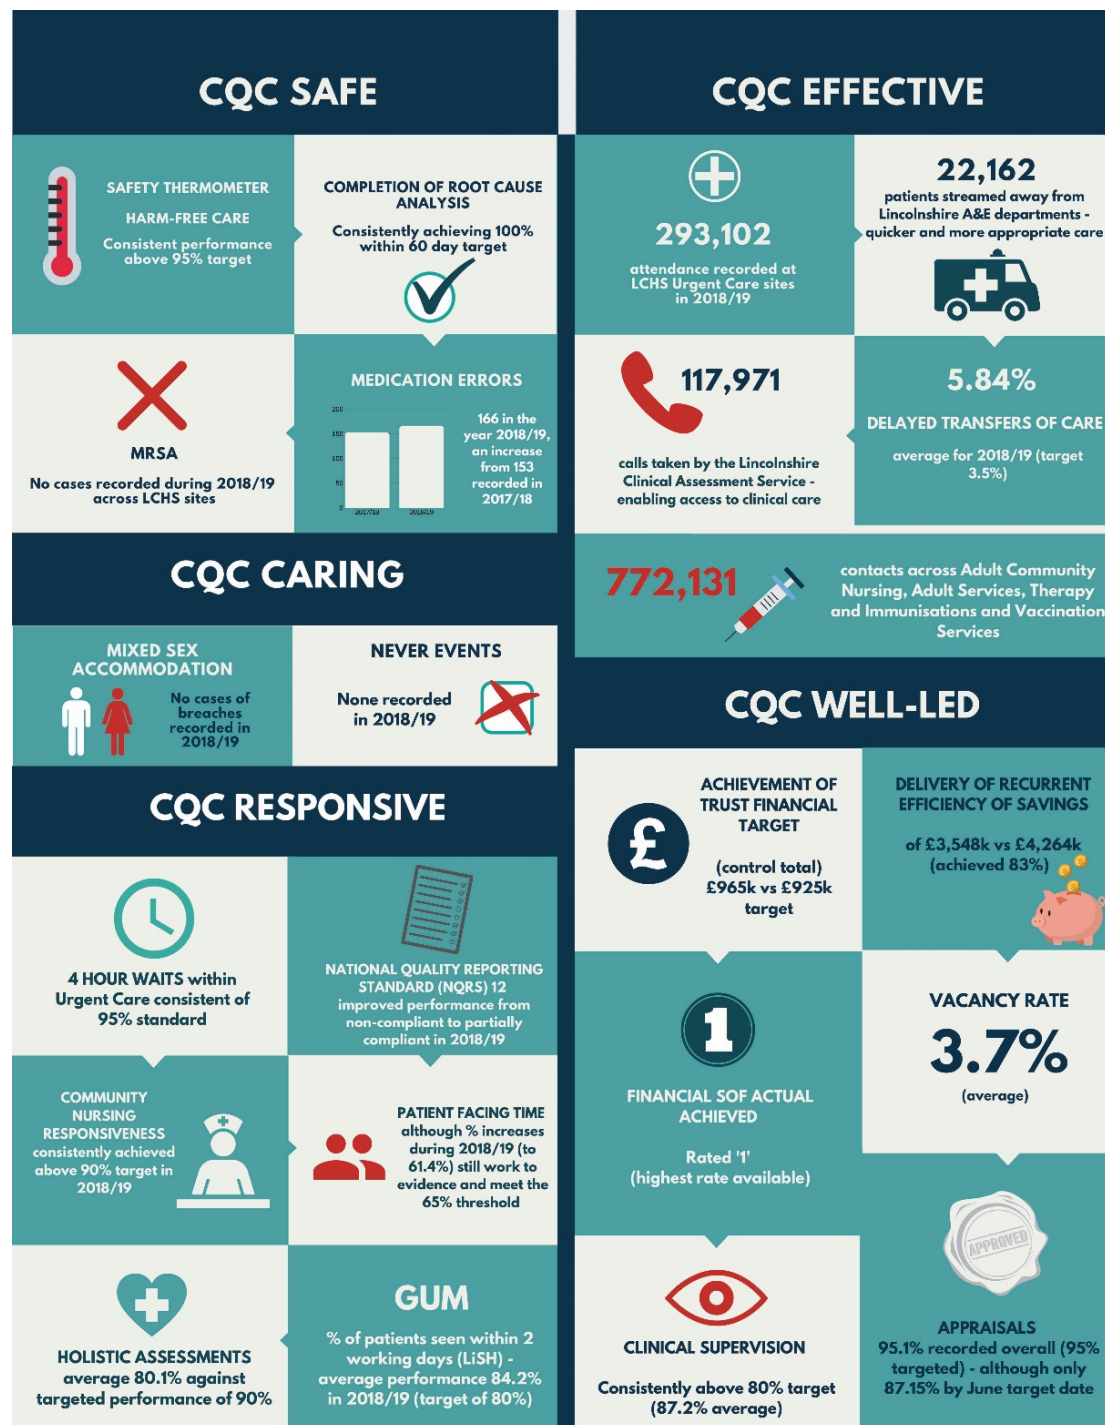 CQC SAFE
SAFETY THERMOMETER
HARM-FREE CARE
Consistent performance
above 95% target
COMPLETION OF ROOT CAUSE
ANALYSIS
Consistently achieving 100%
within 60 day target
MRSA
No cases recorded during 2018/19
across LCHS sites
MEDICATION ERRORS
200
150
100
50
0
2017/18
2018/19
166 in the
year 2018/19,
an increase
from 153
recorded in
2017/18
CQC CARING
MIXED SEX
ACCOMMODATION
No cases of
breaches
recorded in
2018/19
NEVER EVENTS
None recorded
in 2018/19
CQC RESPONSIVE
4 HOUR WAITS within
Urgent Care consistent of
95% standard
NATIONAL QUALITY REPORTING
STANDARD (NQRS) 12
improved performance from
non-compliant to partially
compliant in 2018/19
COMMUNITY
NURSING
RESPONSIVENESS
consistently achieved
above 90% target in
2018/19
PATIENT FACING TIME
although % increases
during 2018/19 (to
61.4%) still work to
evidence and meet the
65% threshold
HOLISTIC ASSESSMENTS
average 80.1% against
targeted performance of 90%
GUM
% of patients seen within 2
working days (LiSH) -
average performance 84.2%
in 2018/19 (target of 80%)
CQC EFFECTIVE
293,102
attendance recorded at
LCHS Urgent Care sites
in 2018/19
22,162
patients streamed away from
Lincolnshire A&E departments -
quicker and more appropriate care
117,971
calls taken by the Lincolnshire
Clinical Assessment Service -
enabling access to clinical care
5.84%
DELAYED TRANSFERS OF CARE
average for 2018/19 (target
3.5%)
772,131
contacts across Adult Community
Nursing, Adult Services, Therapy
and Immunisations and Vaccination
Services
CQC WELL-LED
£
ACHIEVEMENT OF
TRUST FINANCIAL
TARGET
(control total)
£965k vs £925k
target
DELIVERY OF RECURRENT
EFFICIENCY OF SAVINGS
of £3,548k vs £4,264k
(achieved 83%)
1
FINANCIAL SOF ACTUAL
ACHIEVED
Rated '1'
(highest rate available)
VACANCY RATE
3.7%
(average)
CLINICAL SUPERVISION
Consistently above 80% target
(87.2% average)
APPROVED
APPRAISALS
95.1% recorded overall (95%
targeted) - although only
87.15% by June target date